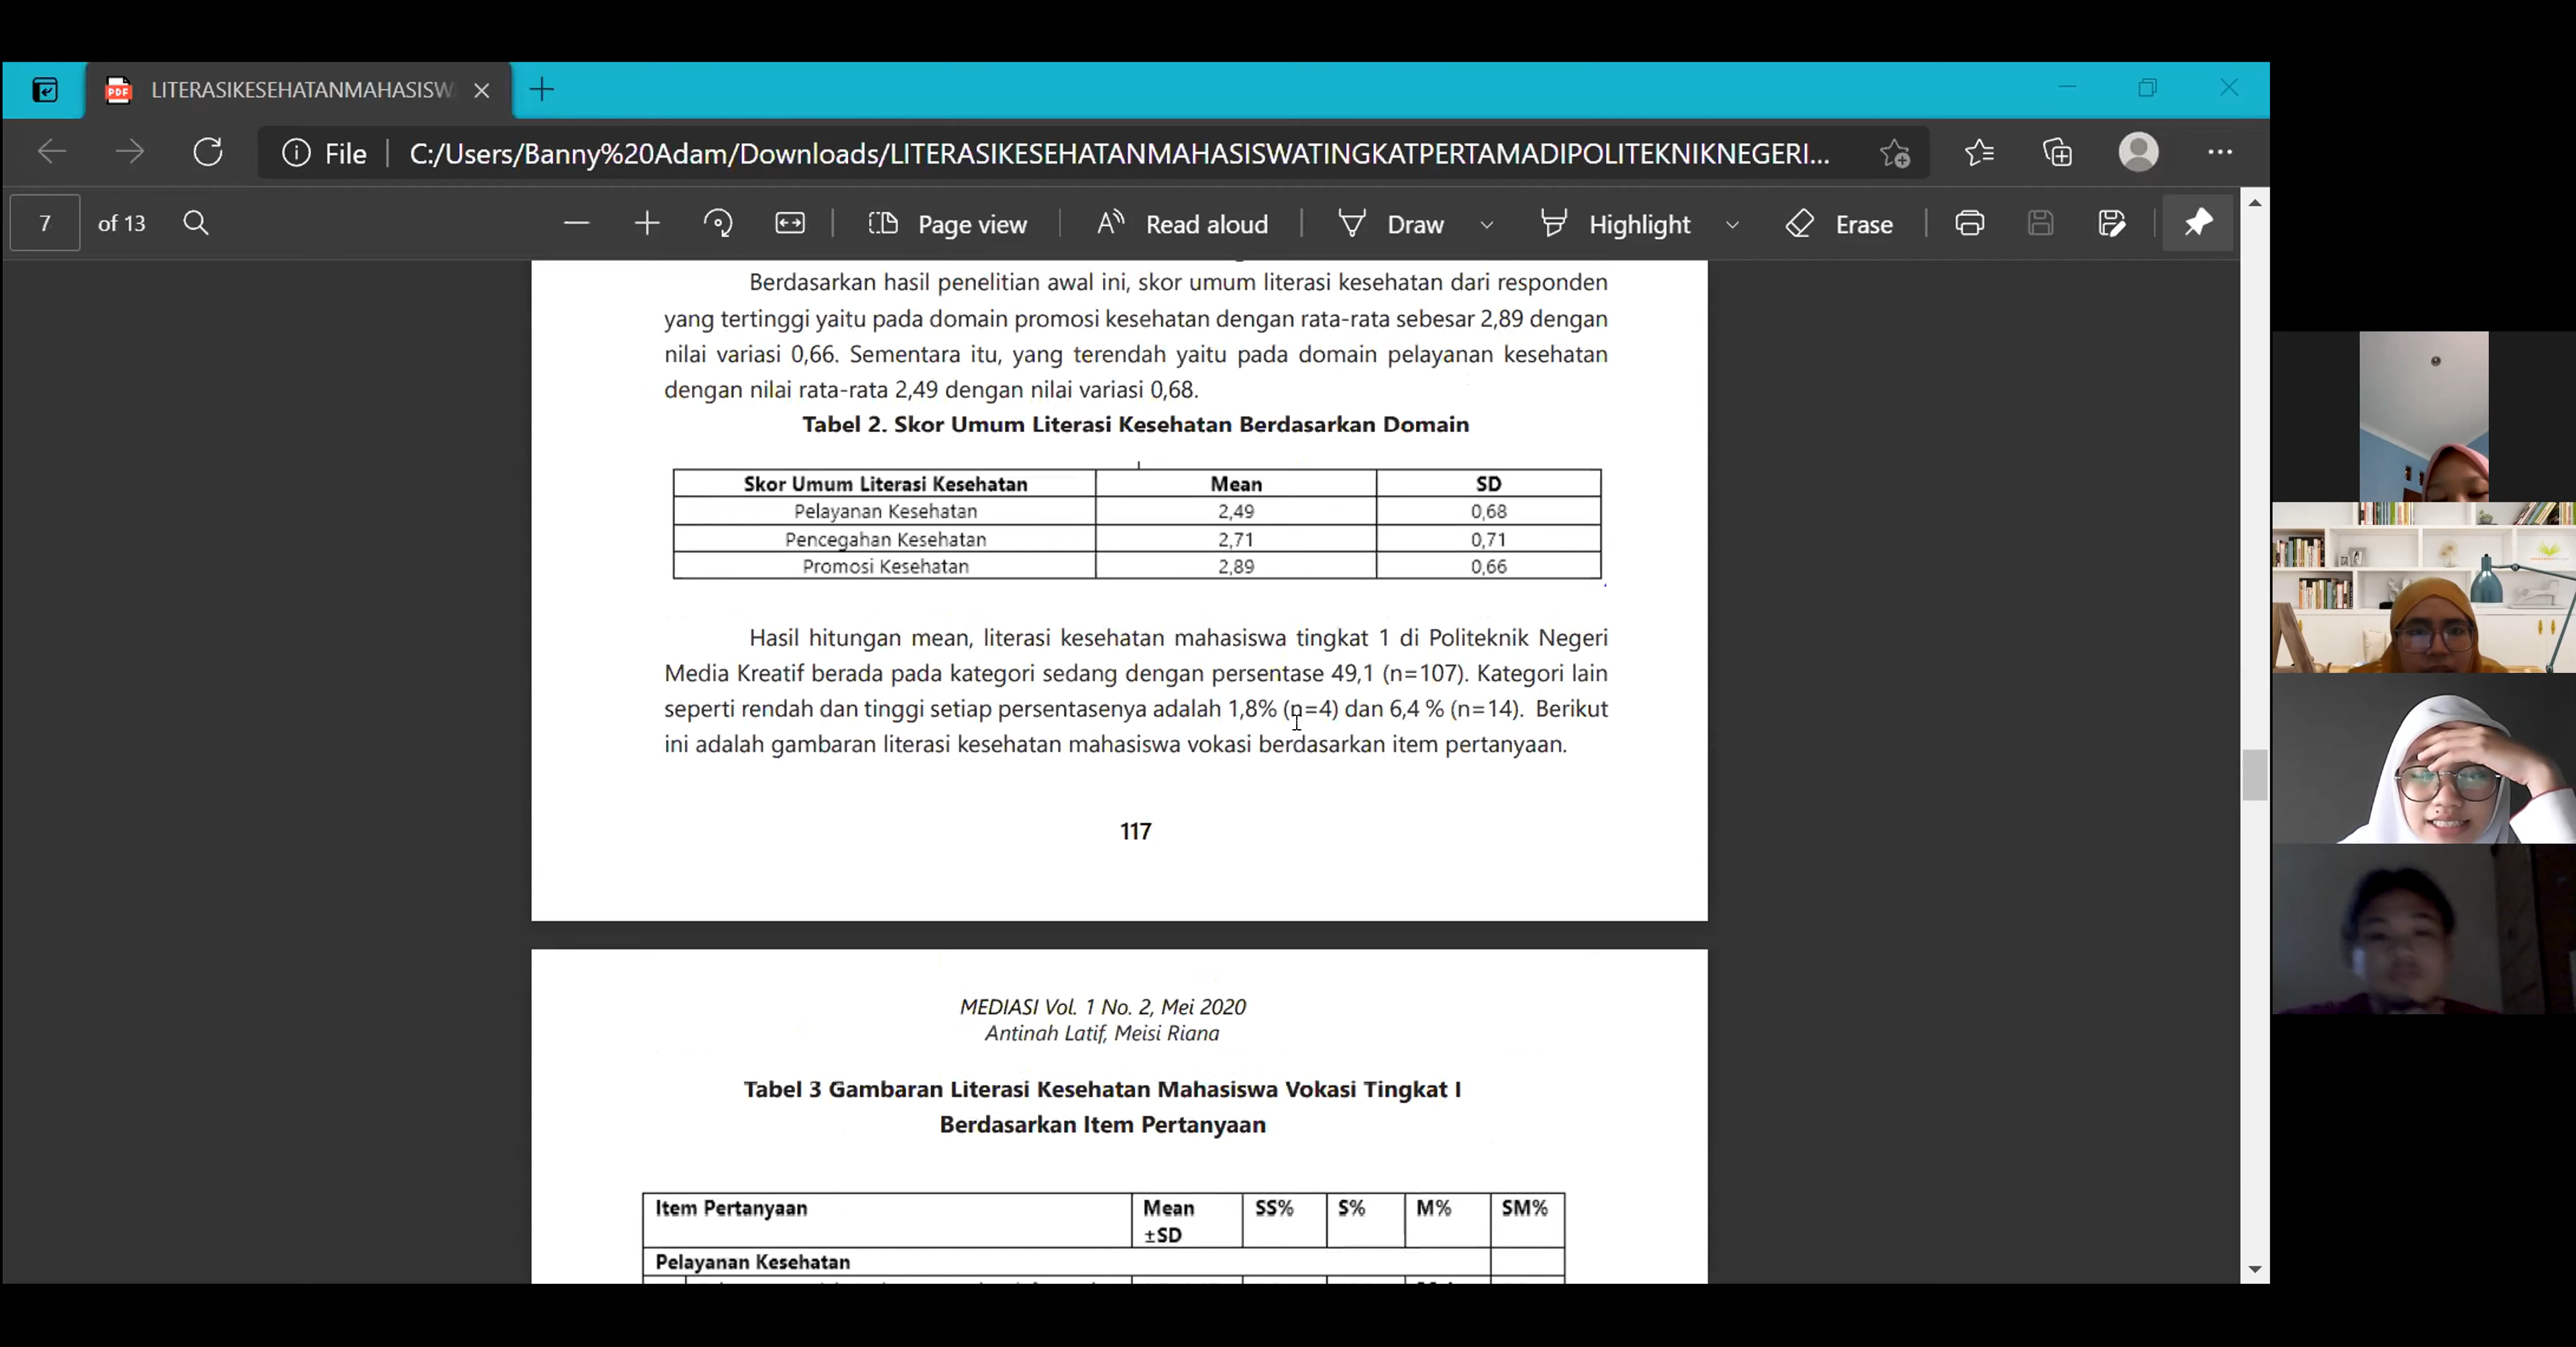 LITERASIKESEHATANMAHASISW
File
C:/Users/Banny%20Adam/Downloads/LITERASIKESEHATANMAHASISWATINGKATPERTAMADIPOLITEKNIKNEGERI...
7 of 13
Page view
Read aloud
Draw
Highlight
Erase
Berdasarkan hasil penelitian awal ini, skor umum literasi kesehatan dari responden
yang tertinggi yaitu pada domain promosi kesehatan dengan rata-rata sebesar 2,89 dengan
nilai variasi 0,66. Sementara itu, yang terendah yaitu pada domain pelayanan kesehatan
dengan nilai rata-rata 2,49 dengan nilai variasi 0,68.
Tabel 2. Skor Umum Literasi Kesehatan Berdasarkan Domain
Skor Umum Literasi Kesehatan Mean SD
Pelayanan Kesehatan 2,49 0,68
Pencegahan Kesehatan 2,71 0,71
Promosi Kesehatan 2,89 0,66
Hasil hitungan mean, literasi kesehatan mahasiswa tingkat 1 di Politeknik Negeri
Media Kreatif berada pada kategori sedang dengan persentase 49,1 (n=107). Kategori lain
seperti rendah dan tinggi setiap persentasenya adalah 1,8% (n=4) dan 6,4 % (n=14). Berikut
ini adalah gambaran literasi kesehatan mahasiswa vokasi berdasarkan item pertanyaan.
117
MEDIASI Vol. 1 No. 2, Mei 2020
Antinah Latif, Meisi Riana
Tabel 3 Gambaran Literasi Kesehatan Mahasiswa Vokasi Tingkat I
Berdasarkan Item Pertanyaan
Item Pertanyaan Mean SS% S% M% SM%
±SD
Pelayanan Kesehatan